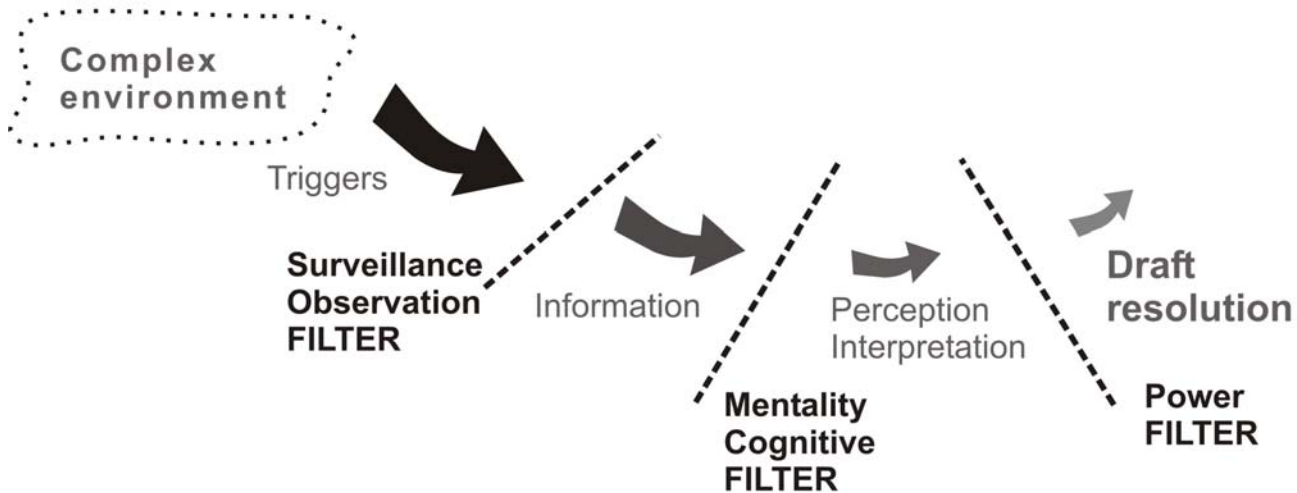 Complex
environment
Triggers
Surveillance
Observation
FILTER
Information
Mentality
Cognitive
FILTER
Perception
Interpretation
Power
FILTER
Draft
resolution